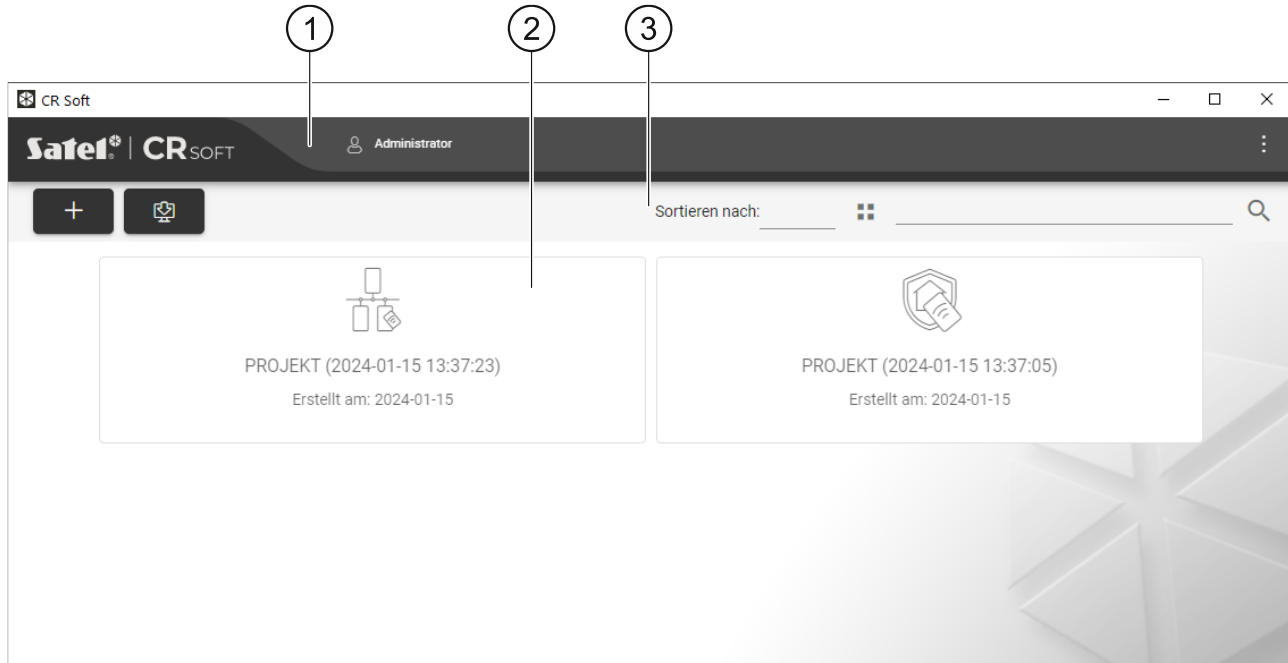 1 2 3
CR Soft
Satel® | CR SOFT
Administrator
Sortieren nach:
PROJEKT (2024-01-15 13:37:23)
Erstellt am: 2024-01-15
PROJEKT (2024-01-15 13:37:05)
Erstellt am: 2024-01-15